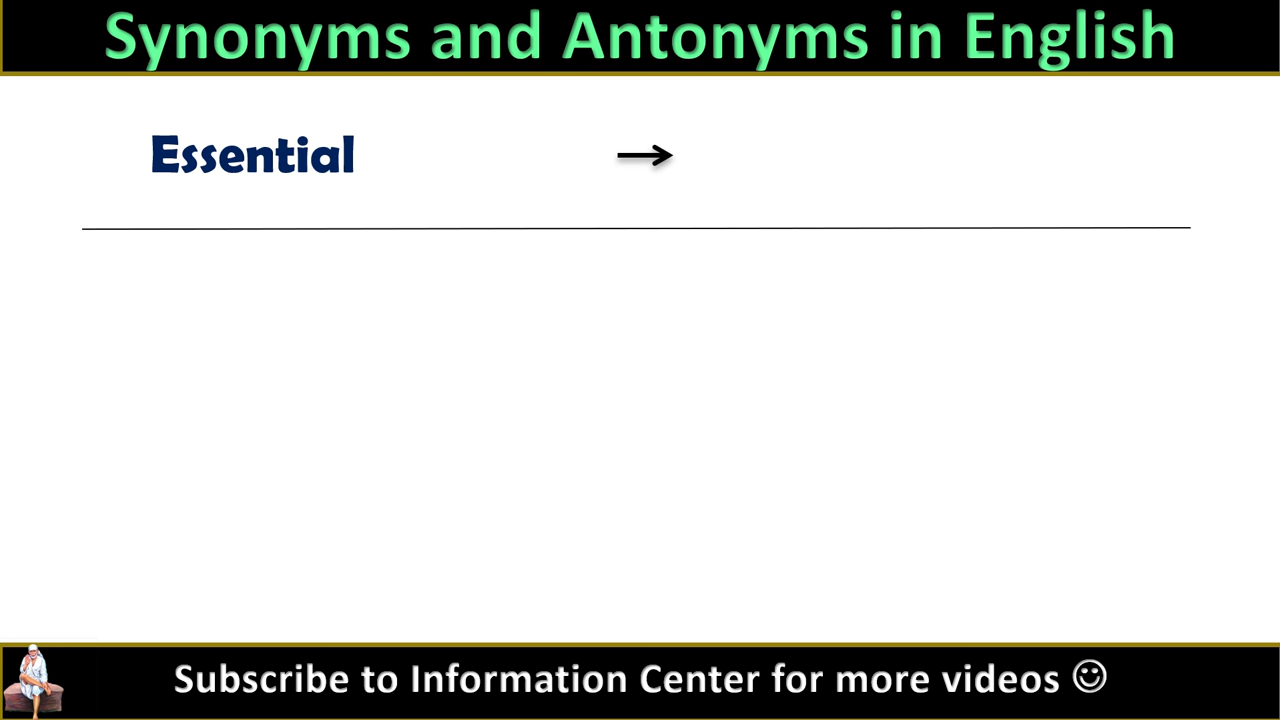 Synonyms and Antonyms in English
Essential →
Subscribe to Information Center for more videos ☺